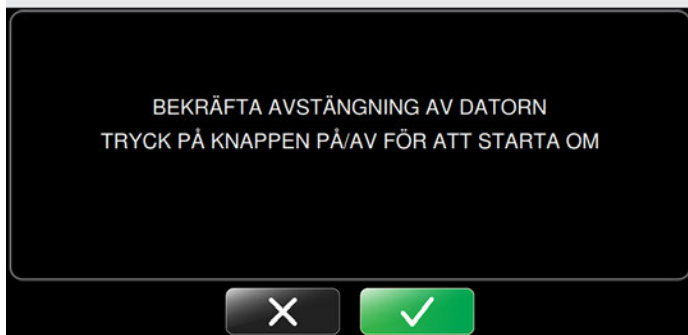 BEKRÄFTA AVSTÄNGNING AV DATORN
TRYCK PÅ KNAPPEN PÅ/AV FÖR ATT STARTA OM